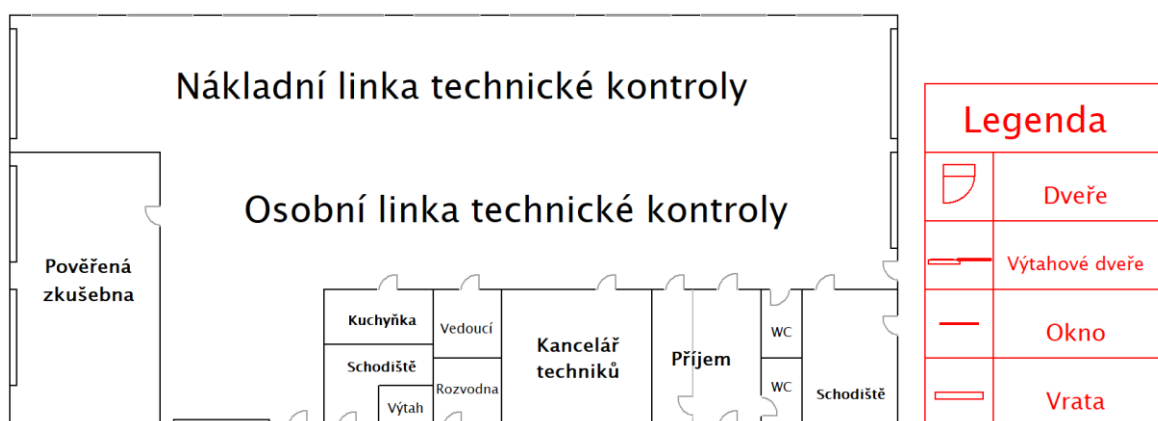 Nákladní linka technické kontroly
Osobní linka technické kontroly
Pověřená
zkušebna
Kuchyňka
Schodiště
Výtah
Vedoucí
Rozvodna
Kancelář
techniků
Příjem
WC
WC
Schodiště
Legenda
Dveře
Výtahové dveře
Okno
Vrata